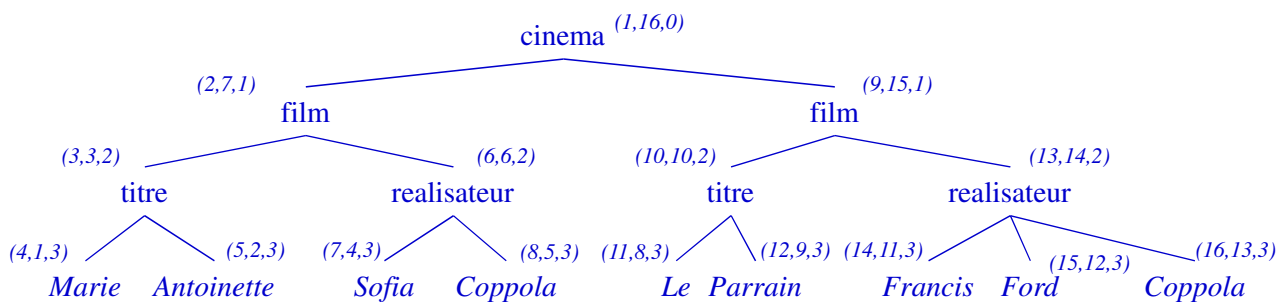 cinema (1,16,0)
(2,7,1) (9,15,1)
film film
(3,3,2) (6,6,2) (10,10,2) (13,14,2)
titre realisateur titre realisateur
(4,1,3) (5,2,3) (7,4,3) (8,5,3) (11,8,3) (12,9,3) (14,11,3) (15,12,3) (16,13,3)
Marie Antoinette Sofia Coppola Le Parrain Francis Ford Coppola